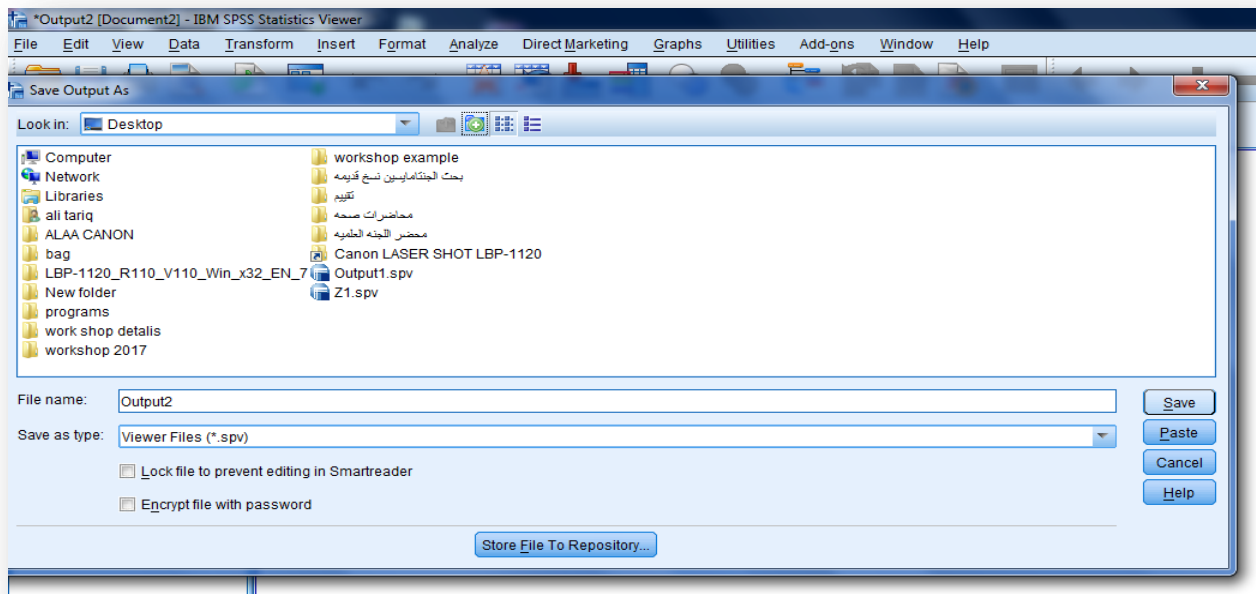 *Output2 [Document2] - IBM SPSS Statistics Viewer
File Edit View Data Transform Insert Format Analyze Direct Marketing Graphs Utilities Add-ons Window Help
Save Output As
Look in: Desktop
Computer
Network
Libraries
ali tariq
ALAA CANON
bag
LBP-1120_R110_V110_Win_x32_EN_7
New folder
programs
work shop detalis
workshop 2017
workshop example
بحث الجنتامايسين نسخ قديمه
تقييم
محاضرات صحه
محضر اللجنه العلميه
Canon LASER SHOT LBP-1120
Output1.spv
Z1.spv
File name: Output2
Save as type: Viewer Files (*.spv)
Lock file to prevent editing in Smartreader
Encrypt file with password
Save
Paste
Cancel
Help
Store File To Repository...